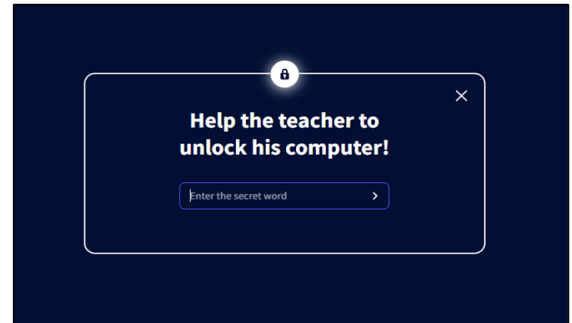 Help the teacher to
unlock his computer!
Enter the secret word